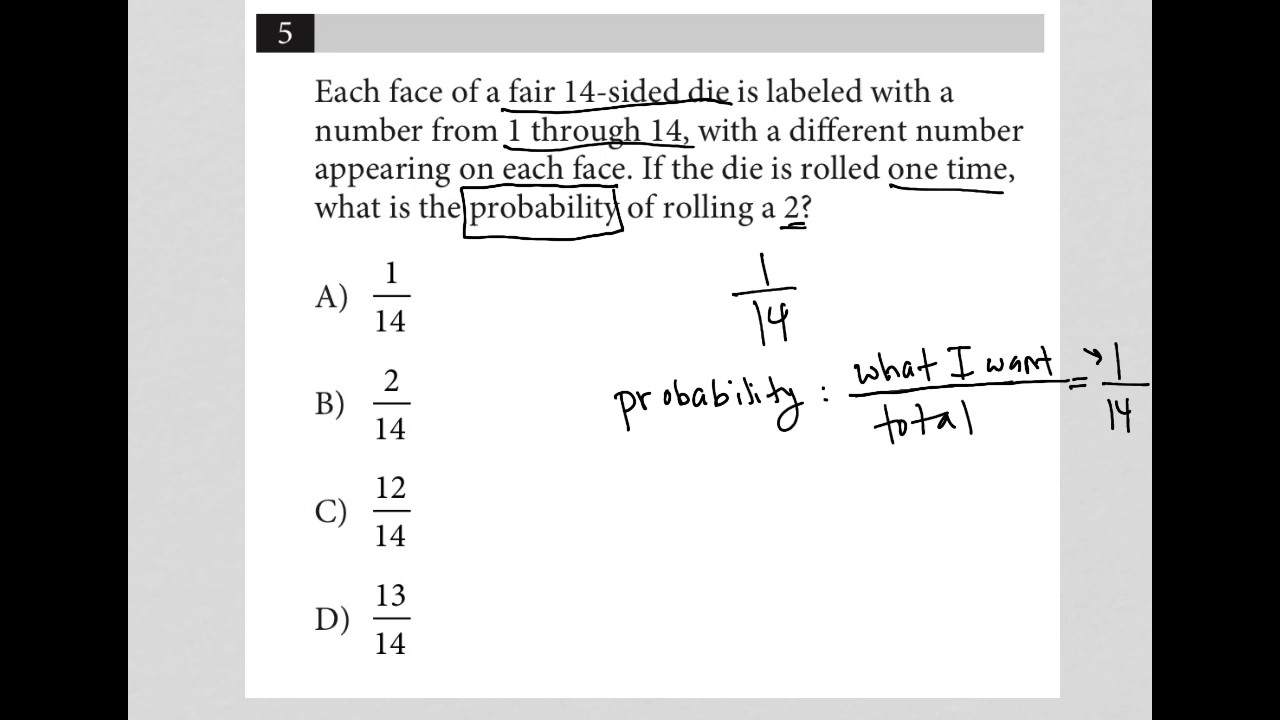 5
Each face of a fair 14-sided die is labeled with a
number from 1 through 14, with a different number
appearing on each face. If the die is rolled one time,
what is the probability of rolling a 2?
A) 1/14
B) 2/14
C) 12/14
D) 13/14
1/14
probability : what I want/total = 1/14